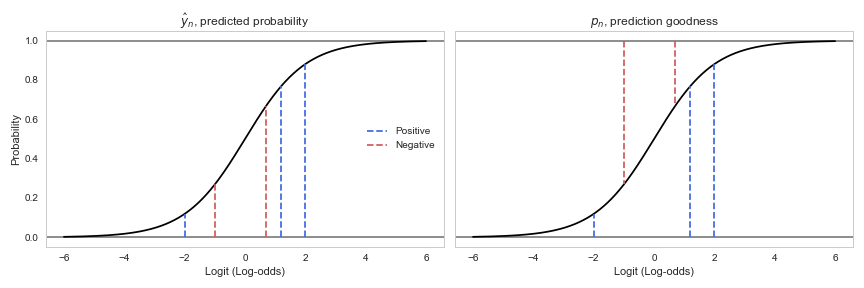 ŷₙ, predicted probability
1.0
0.8
0.6
0.4
0.2
0.0
Probability
Positive
Negative
−6 −4 −2 0 2 4 6
Logit (Log-odds)
pₙ, prediction goodness
−6 −4 −2 0 2 4 6
Logit (Log-odds)